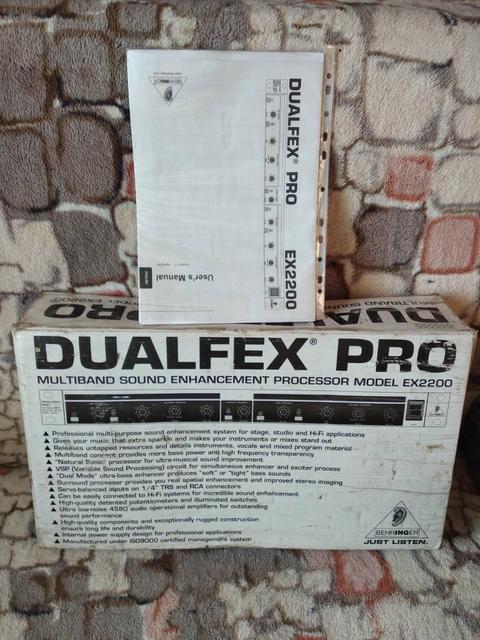 DUALFEX® PRO
EX2200
User's Manual
BEHRINGER
DUALFEX PRO
MODEL EX2200
MULTIBAND SOUND
DUALFEX® PRO
MULTIBAND SOUND ENHANCEMENT PROCESSOR MODEL EX2200
▲ Professional multi-purpose sound enhancement system for stage, studio and Hi-Fi applications
▲ Gives your music that extra sparkle and makes your instruments or mixes stand out
▲ Releases untapped resources and details instruments, vocals and mixed program material
▲ Multiband concept provides more bass power and high frequency transparency
▲ "Natural Sonic" processor for ultra-musical sound improvement
▲ VSP (Variable Sound Processing) circuit for simultaneous enhancer and exciter process
▲ "Dual Mode" ultra-bass enhancer produces "soft" or "tight" bass sounds
▲ Surround processor provides you real spatial enhancement and improved stereo imaging
▲ Servo-balanced inputs on 1/4" TRS and RCA connectors
▲ Can be easily connected to Hi-Fi systems for incredible sound enhancement
▲ High-quality detented potentiometers and illuminated switches
▲ Ultra low-noise 4580 audio operational amplifiers for outstanding
sound performance
▲ High-quality components and exceptionally rugged construction
ensure long life and durability
▲ Internal power supply design for professional applications
▲ Manufactured under ISO9000 certified management system
BEHRINGER
JUST LISTEN.